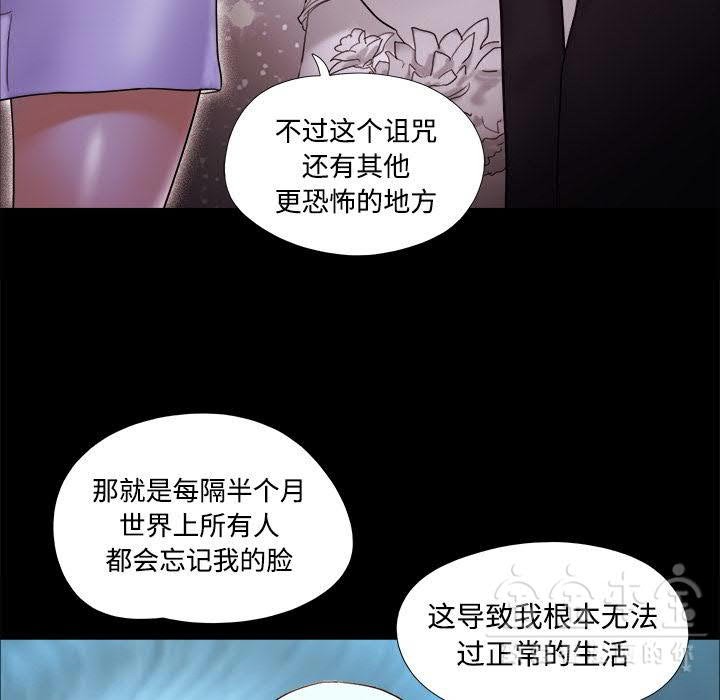 不过这个诅咒
还有其他
更恐怖的地方
那就是每隔半个月
世界上所有人
都会忘记我的脸
这导致我根本无法
过正常的生活